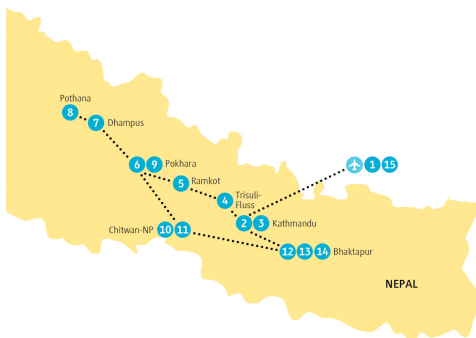 Pothana
8
7 Dhampus
6 9 Pokhara
1 15
5 Ramkot
4 Trisuli-
Fluss
2 3 Kathmandu
Chitwan-NP 10 11
12 13 14 Bhaktapur
NEPAL